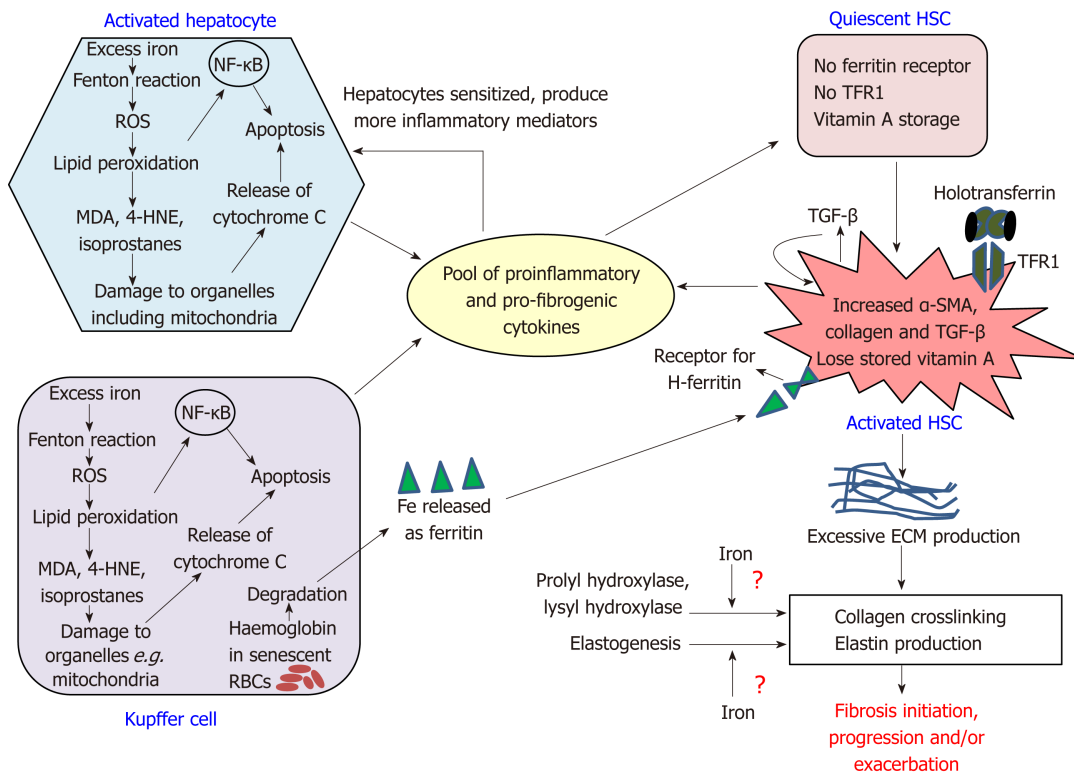 Activated hepatocyte
Excess iron
Fenton reaction
ROS
Lipid peroxidation
MDA, 4-HNE,
isoprostanes
Damage to organelles
including mitochondria
NF-κB
Apoptosis
Release of
cytochrome C
Hepatocytes sensitized, produce
more inflammatory mediators
Quiescent HSC
No ferritin receptor
No TFR1
Vitamin A storage
Holotransferrin
TGF-β
TFR1
Pool of proinflammatory
and pro-fibrogenic
cytokines
Increased α-SMA,
collagen and TGF-β
Lose stored vitamin A
Receptor for
H-ferritin
Activated HSC
Excess iron
Fenton reaction
ROS
Lipid peroxidation
MDA, 4-HNE,
isoprostanes
Damage to
organelles e.g.
mitochondria
NF-κB
Apoptosis
Release of
cytochrome C
Degradation
Haemoglobin
in senescent
RBCs
Kupffer cell
Fe released
as ferritin
Excessive ECM production
Iron
?
Prolyl hydroxylase,
lysyl hydroxylase
Elastogenesis
?
Iron
Collagen crosslinking
Elastin production
Fibrosis initiation,
progression and/or
exacerbation